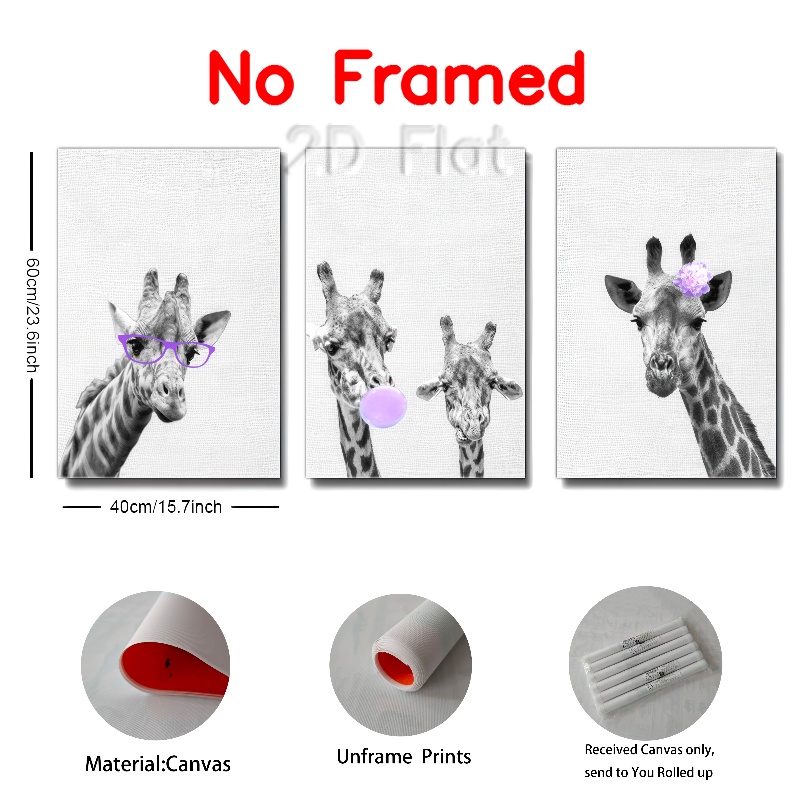 No Framed
2D Flat
60cm/23.6inch
40cm/15.7inch
Material:Canvas
Unframe Prints
Received Canvas only,
send to You Rolled up